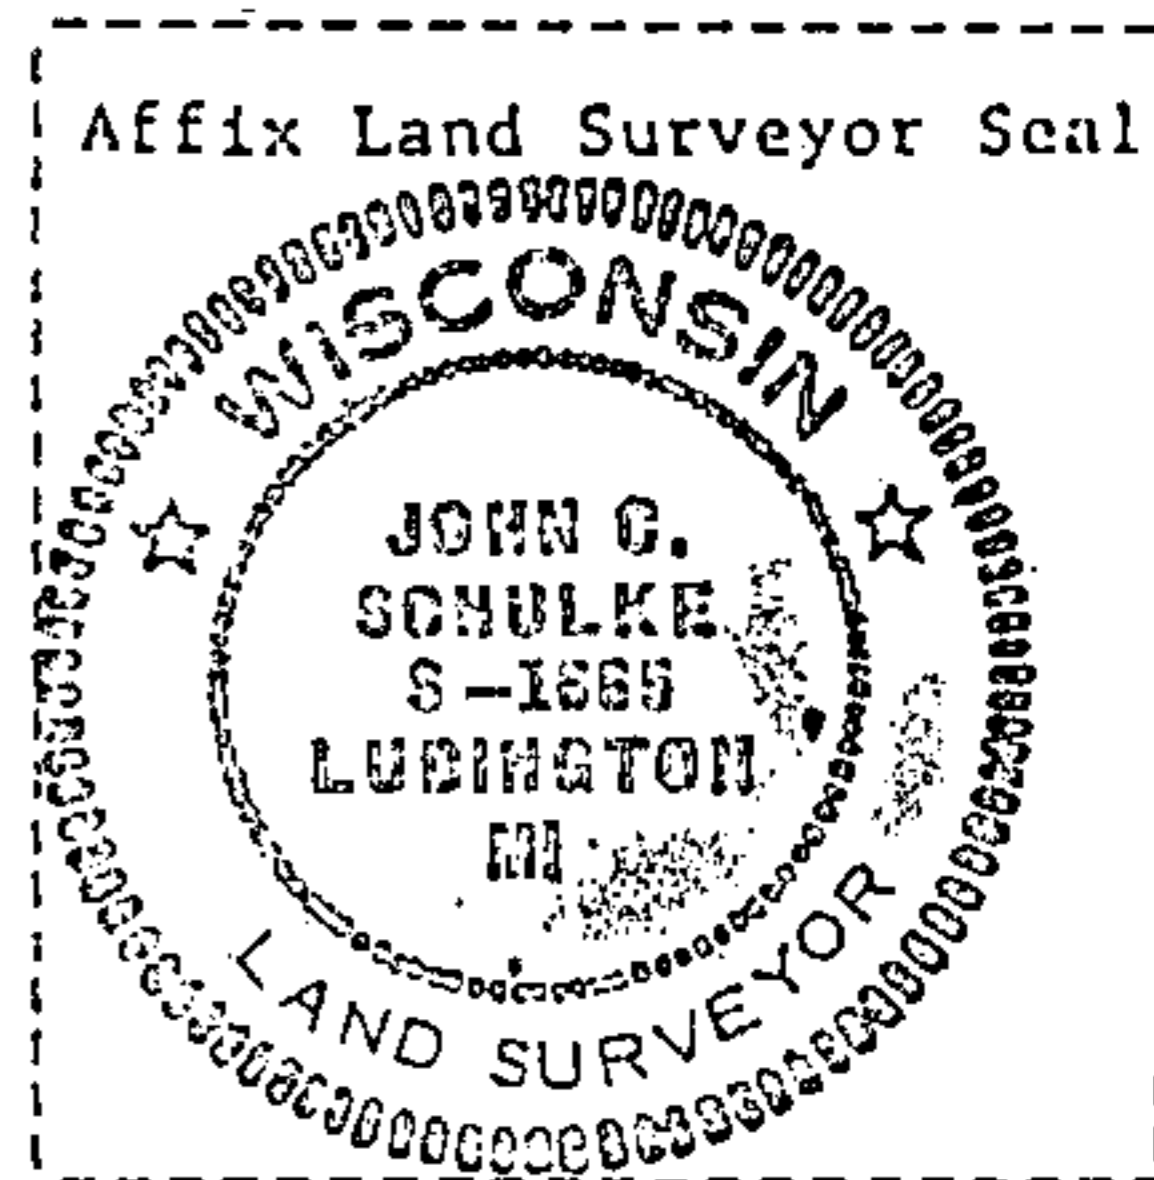 Affix Land Surveyor Seal
WISCONSIN
JOHN C.
SCHULKE
S-1665
LUDINGTON
MI
LAND SURVEYOR